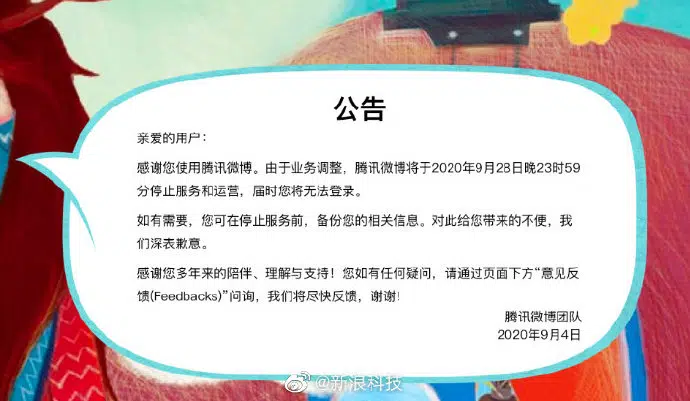 公告
亲爱的用户：
感谢您使用腾讯微博。由于业务调整，腾讯微博将于2020年9月28日晚23时59
分停止服务和运营，届时您将无法登录。
如有需要，您可在停止服务前，备份您的相关信息。对此给您带来的不便，我
们深表歉意。
感谢您多年来的陪伴、理解与支持！您如有任何疑问，请通过页面下方“意见反
馈(Feedbacks)”问询，我们将尽快反馈，谢谢!
腾讯微博团队
2020年9月4日
@新浪科技